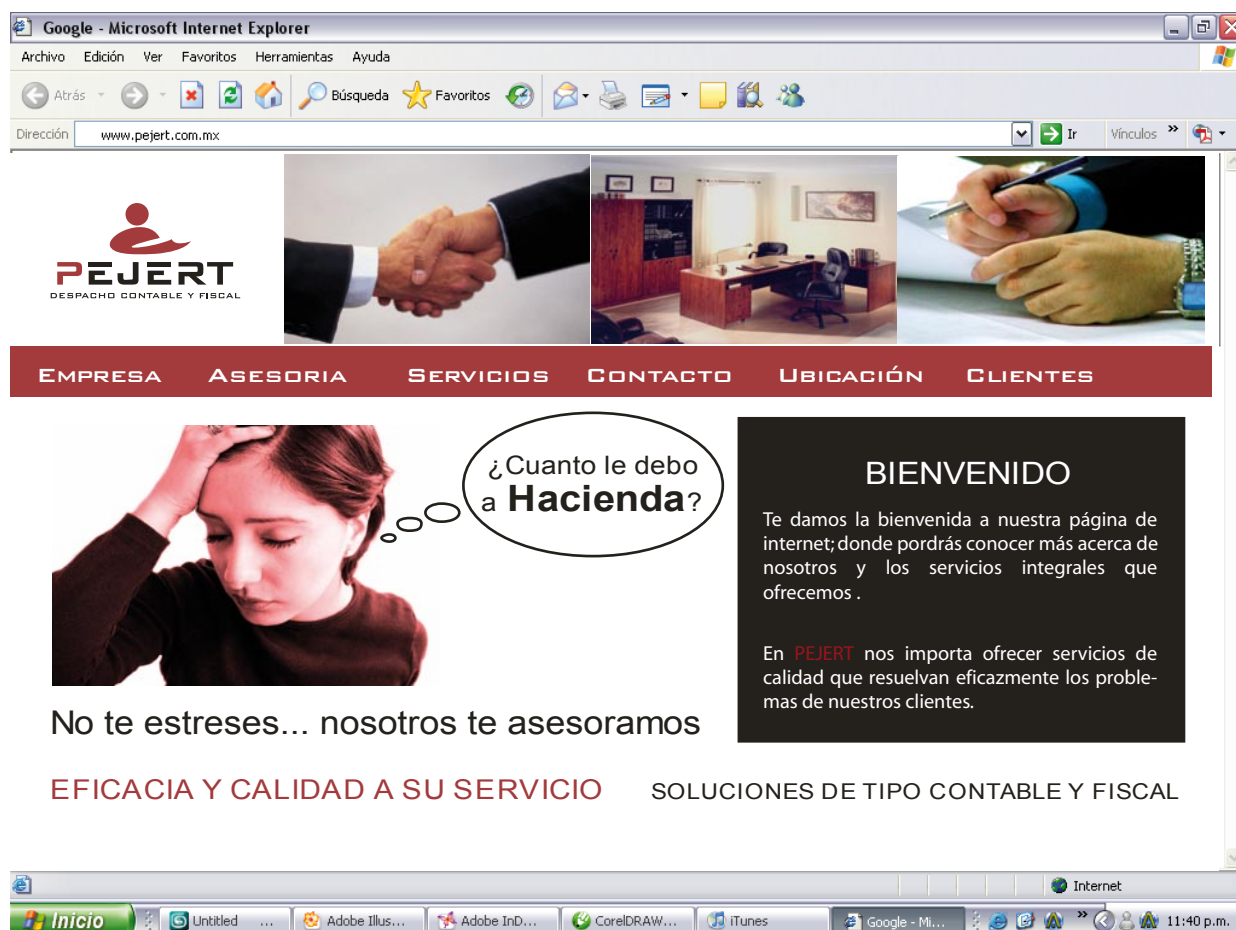 Google - Microsoft Internet Explorer
Archivo Edición Ver Favoritos Herramientas Ayuda
Atrás Búsqueda Favoritos
Dirección www.pejert.com.mx Ir Vínculos »
PEJERT
DESPACHO CONTABLE Y FISCAL
EMPRESA ASESORIA SERVICIOS CONTACTO UBICACIÓN CLIENTES
¿Cuanto le debo
a Hacienda?
BIENVENIDO
Te damos la bienvenida a nuestra página de
internet; donde pordrás conocer más acerca de
nosotros y los servicios integrales que
ofrecemos .
En PEJERT nos importa ofrecer servicios de
calidad que resuelvan eficazmente los proble-
mas de nuestros clientes.
No te estreses... nosotros te asesoramos
EFICACIA Y CALIDAD A SU SERVICIO SOLUCIONES DE TIPO CONTABLE Y FISCAL
Internet
Inicio Untitled ... Adobe Illus... Adobe InD... CorelDRAW... iTunes Google - Mi... » 11:40 p.m.